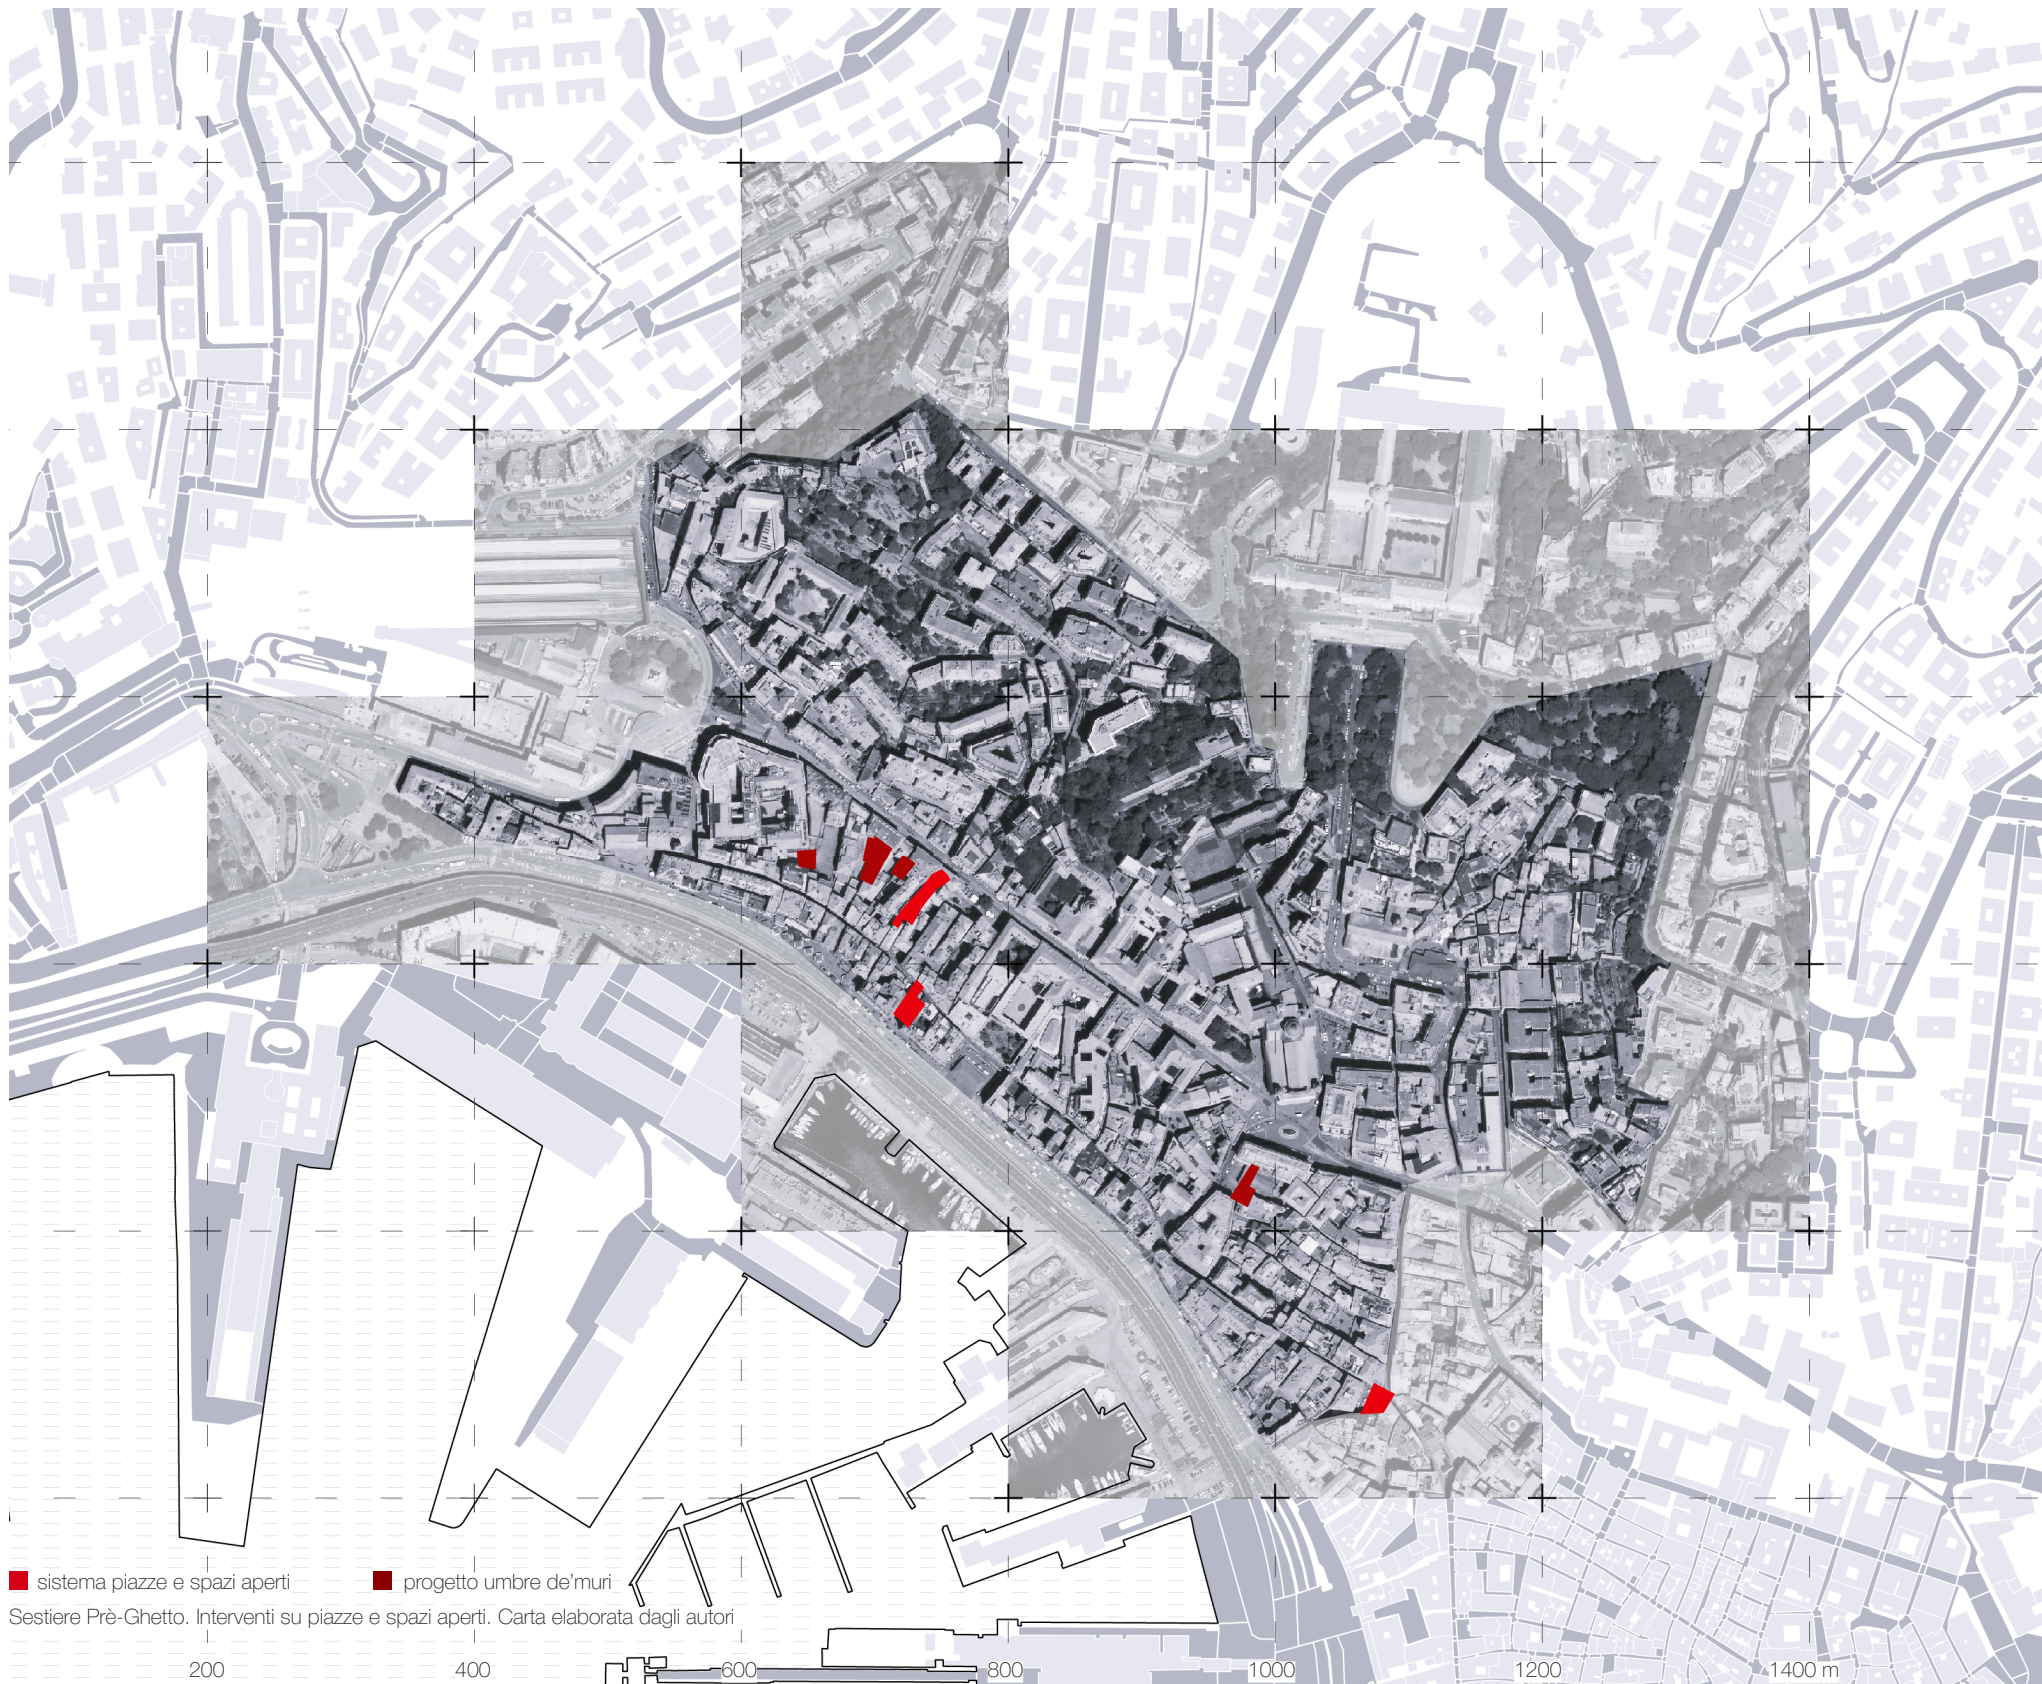 sistema piazze e spazi aperti progetto umbre de'muri
Sestiere Prè-Ghetto. Interventi su piazze e spazi aperti. Carta elaborata dagli autori
200 400 600 800 1000 1200 1400 m